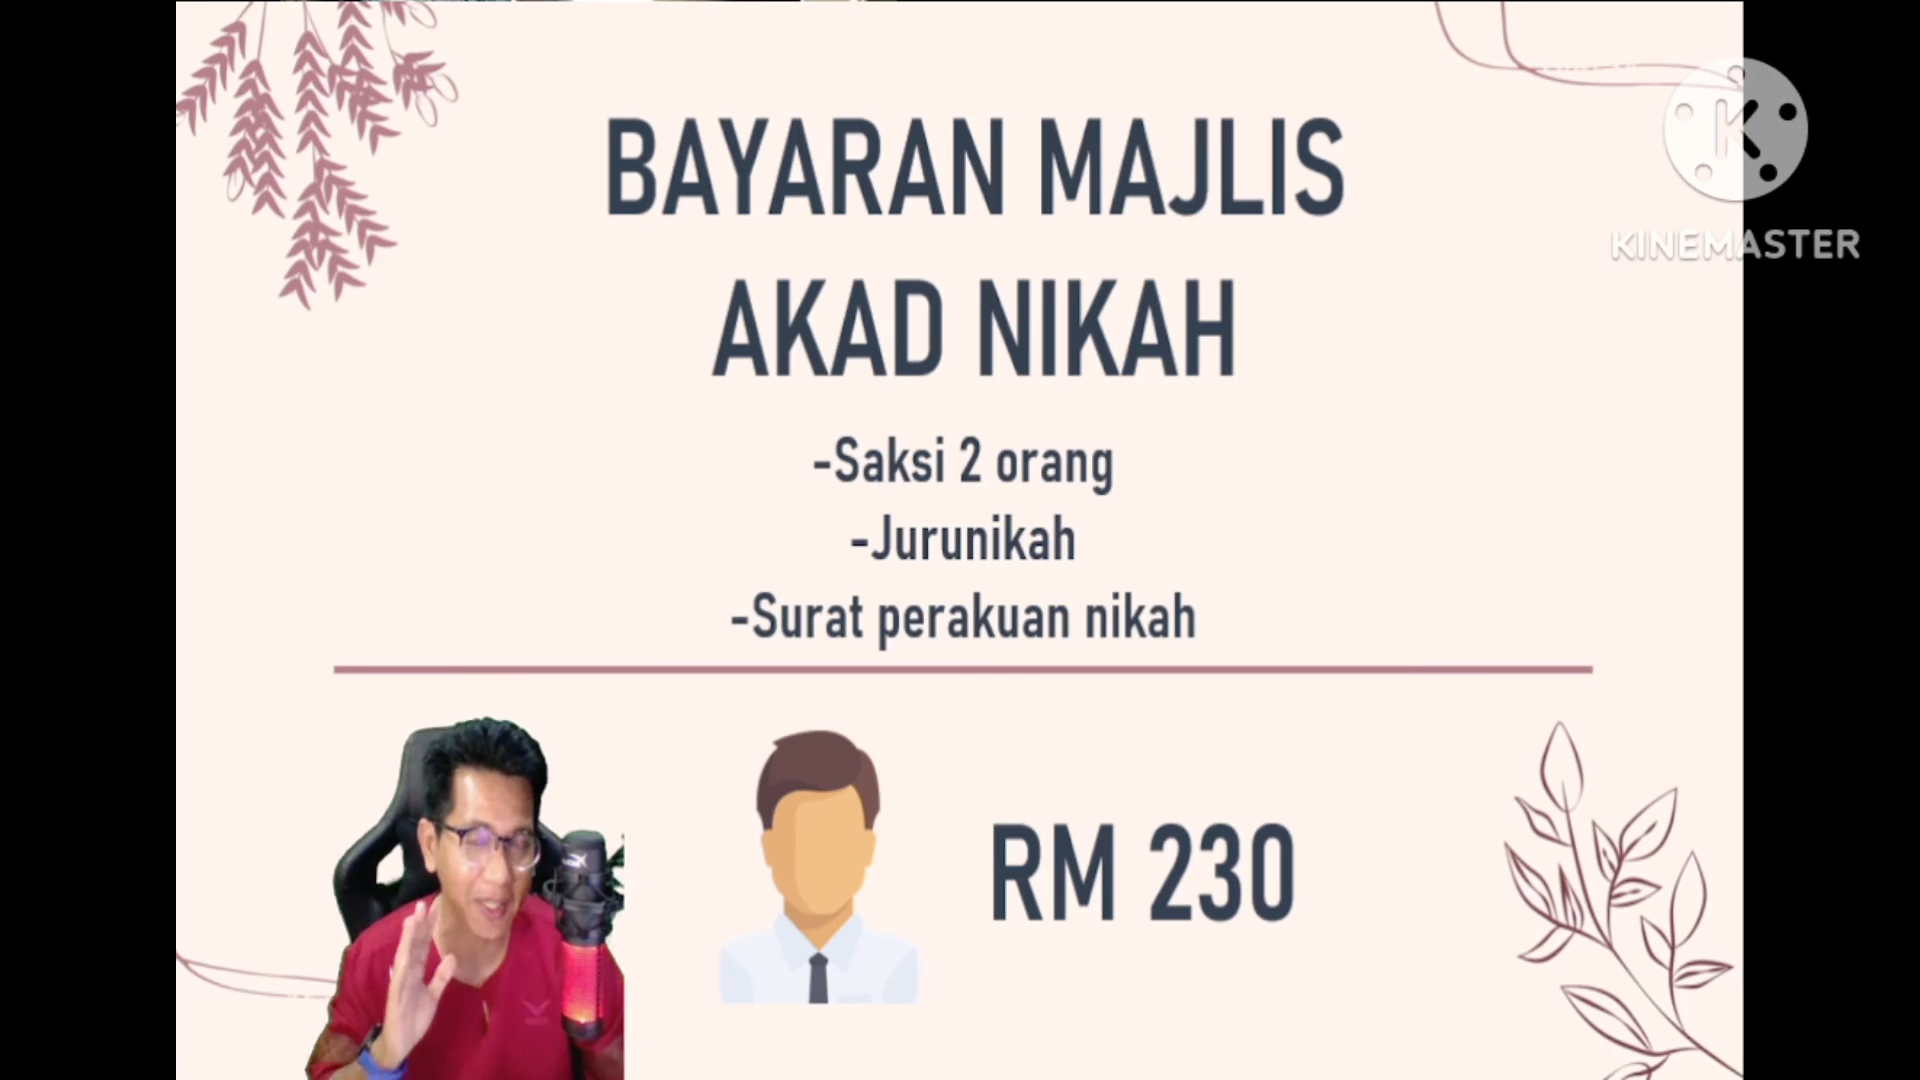 BAYARAN MAJLIS
AKAD NIKAH
-Saksi 2 orang
-Jurunikah
-Surat perakuan nikah
RM 230
K
KINEMASTER